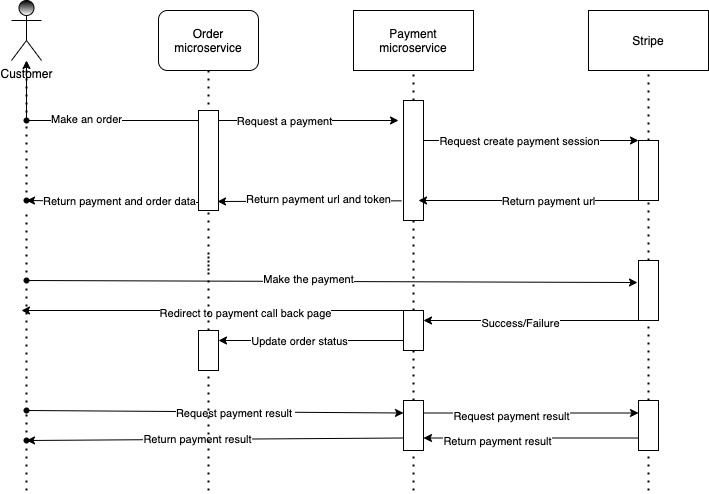 Order
microservice
Payment
microservice
Stripe
Customer
Make an order
Request a payment
Request create payment session
Return payment and order data
Return payment url and token
Return payment url
Make the payment
Redirect to payment call back page
Success/Failure
Update order status
Request payment result
Request payment result
Return payment result
Return payment result